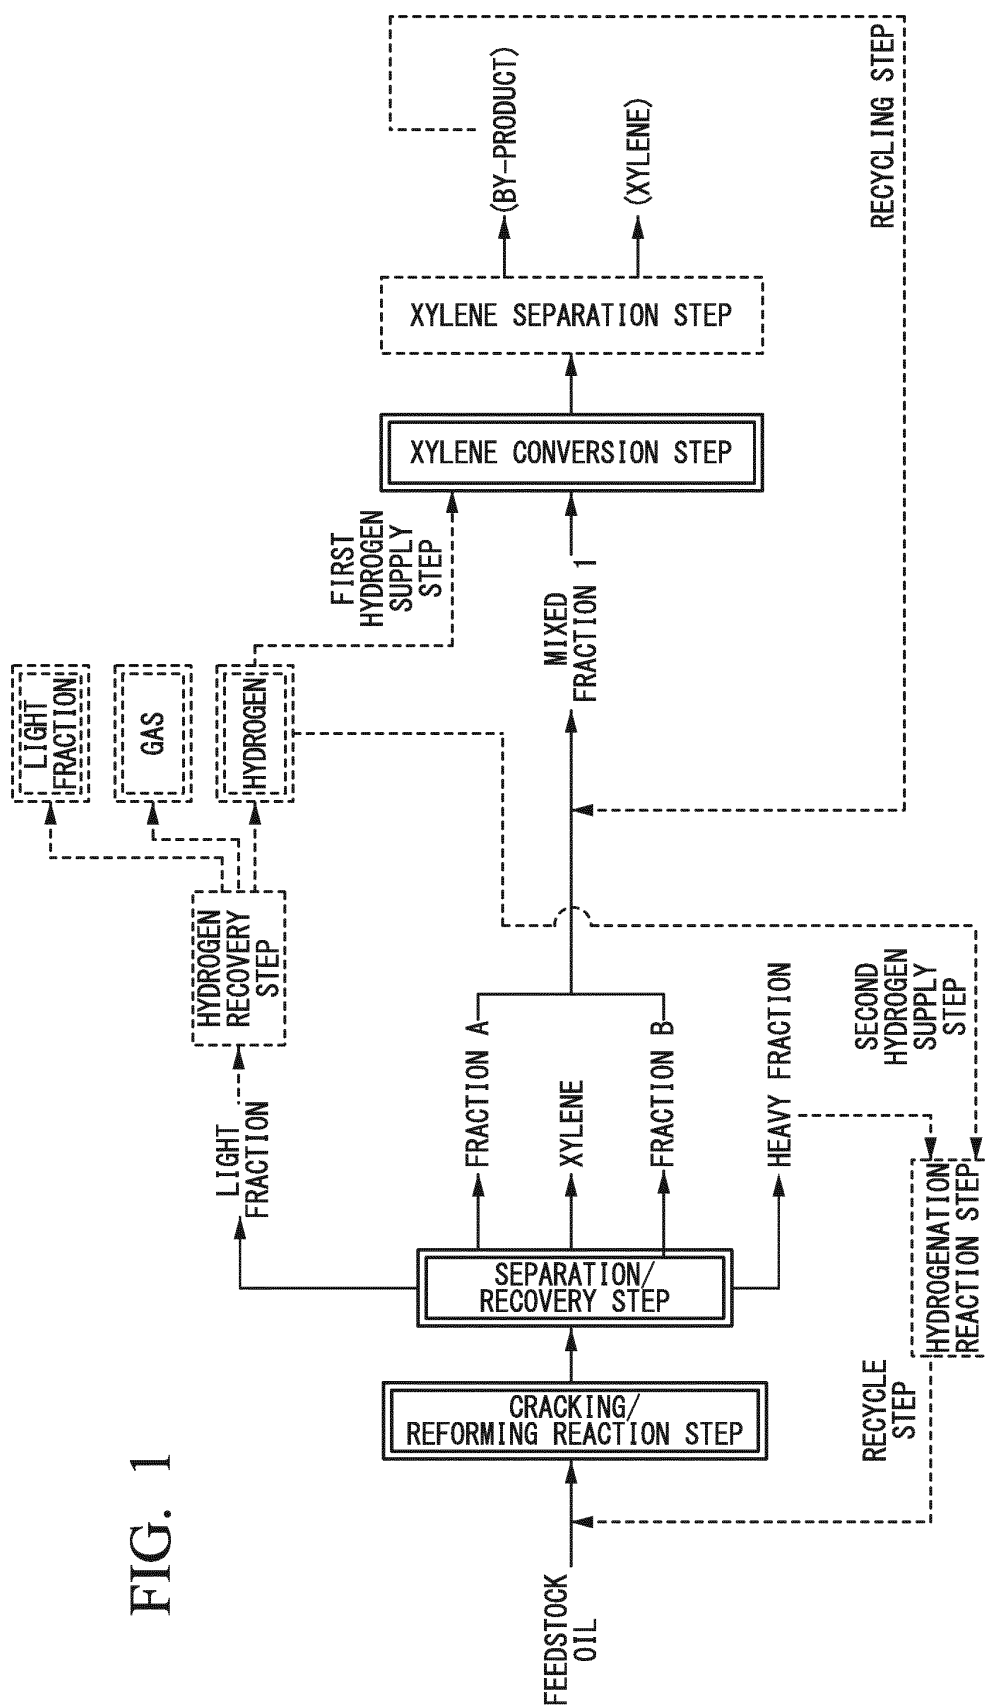 FIG. 1
FEEDSTOCK
OIL
CRACKING/
REFORMING REACTION STEP
SEPARATION/
RECOVERY STEP
LIGHT
FRACTION
FRACTION A
XYLENE
FRACTION B
HEAVY FRACTION
HYDROGEN
RECOVERY
STEP
LIGHT
FRACTION
GAS
HYDROGEN
FIRST
HYDROGEN
SUPPLY
STEP
MIXED
FRACTION 1
XYLENE CONVERSION STEP
XYLENE SEPARATION STEP
(BY-PRODUCT)
(XYLENE)
RECYCLING STEP
SECOND
HYDROGEN
SUPPLY
STEP
HYDROGENATION
REACTION STEP
RECYCLE
STEP